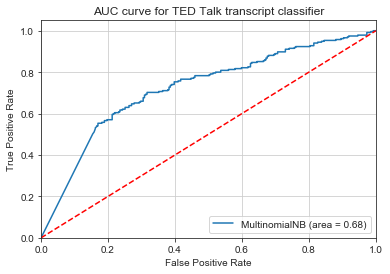 AUC curve for TED Talk transcript classifier
True Positive Rate
1.0
0.8
0.6
0.4
0.2
0.0
0.0 0.2 0.4 0.6 0.8 1.0
False Positive Rate
MultinomialNB (area = 0.68)